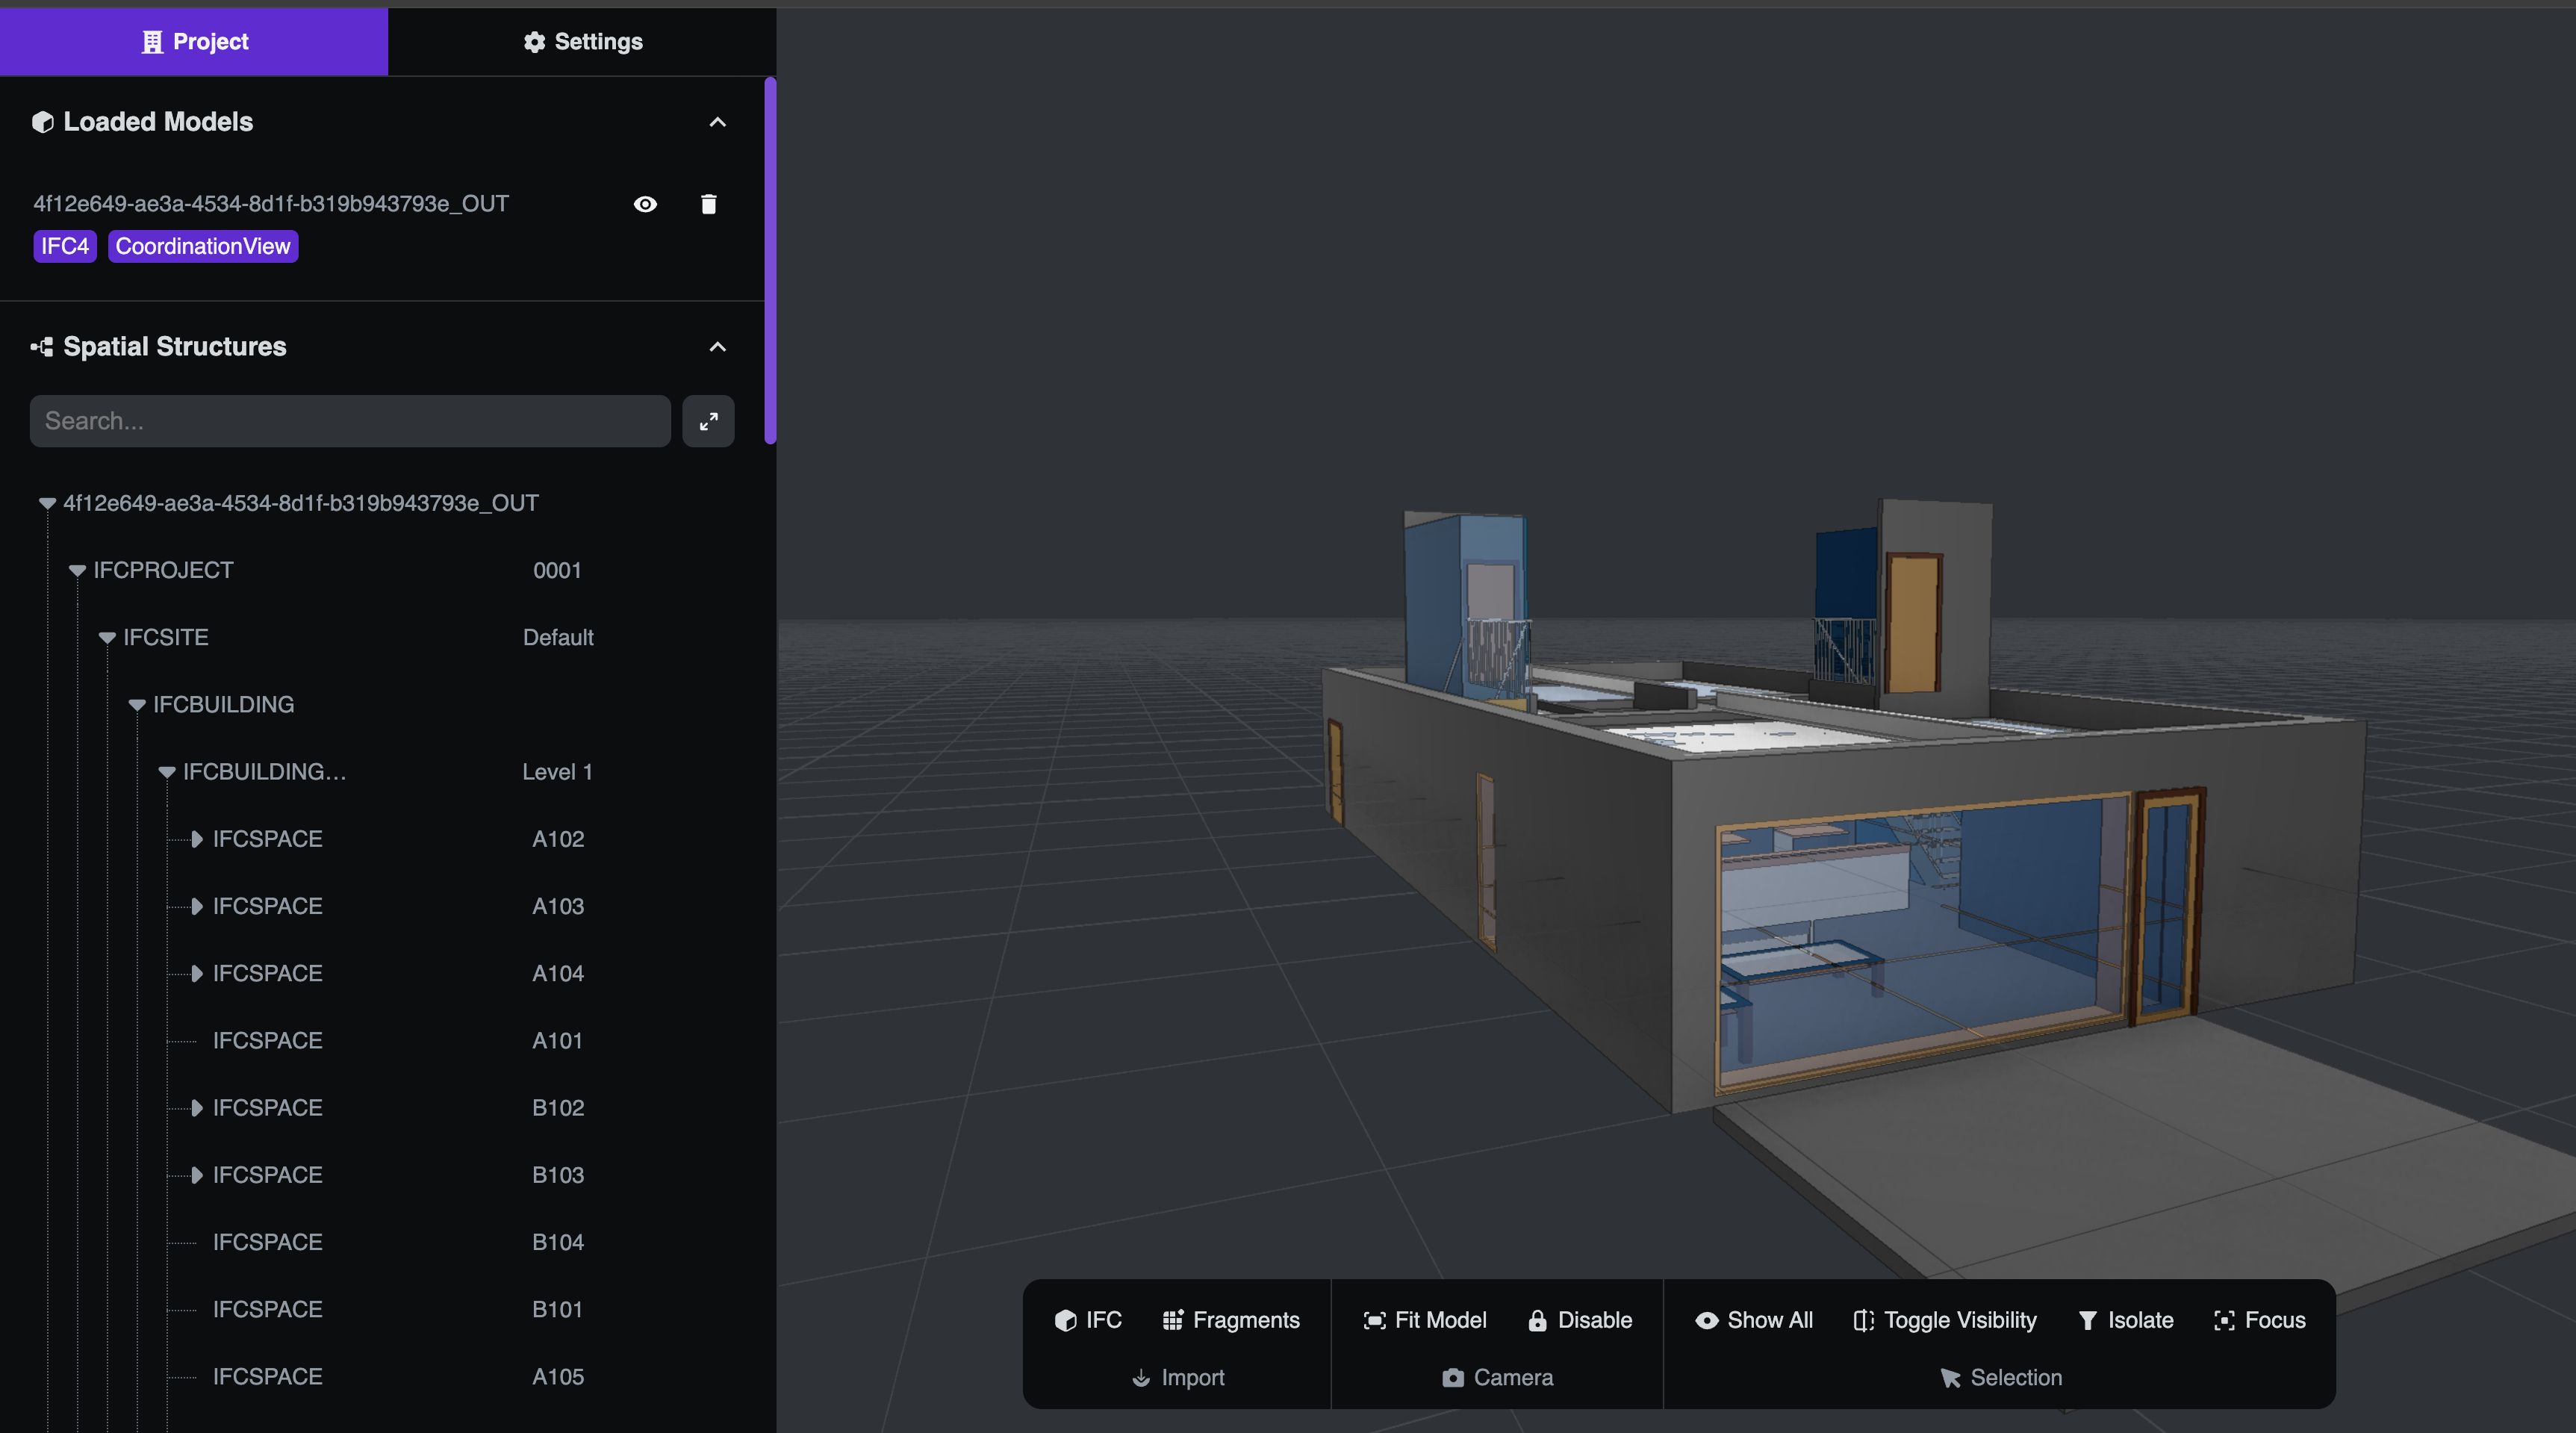 Project
Settings
Loaded Models
4f12e649-ae3a-4534-8d1f-b319b943793e_OUT
IFC4 CoordinationView
Spatial Structures
Search...
4f12e649-ae3a-4534-8d1f-b319b943793e_OUT
IFCPROJECT 0001
IFCSITE Default
IFCBUILDING
IFCBUILDING... Level 1
IFCSPACE A102
IFCSPACE A103
IFCSPACE A104
IFCSPACE A101
IFCSPACE B102
IFCSPACE B103
IFCSPACE B104
IFCSPACE B101
IFCSPACE A105
IFC Fragments
Import
Fit Model Disable
Camera
Show All Toggle Visibility Isolate Focus
Selection